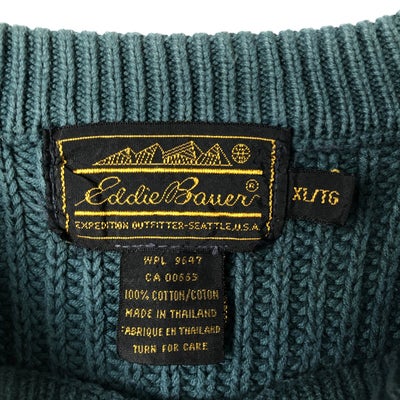 Eddie Bauer®
EXPEDITION OUTFITTER-SEATTLE, U.S.A.
XL/TG
WPL 9647
CA 00663
100% COTTON/COTON
MADE IN THAILAND
FABRIQUE EN THAILAND
TURN FOR CARE